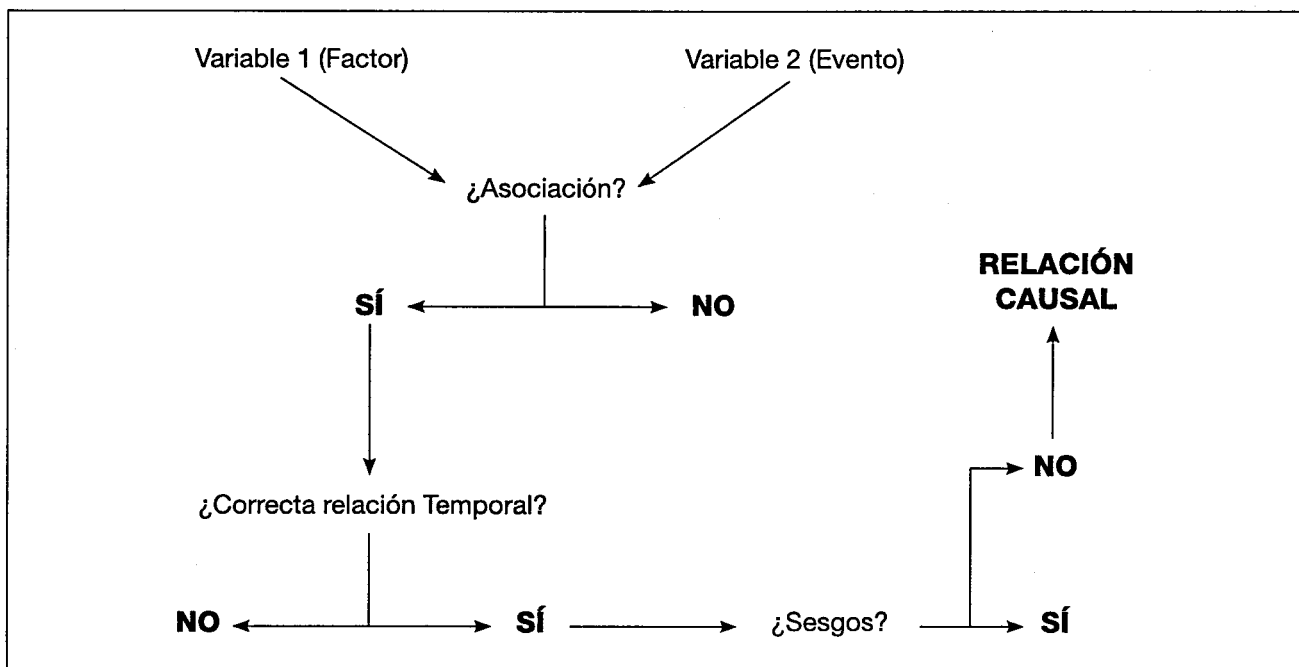 Variable 1 (Factor)
Variable 2 (Evento)
¿Asociación?
SÍ
NO
RELACIÓN
CAUSAL
NO
¿Correcta relación Temporal?
NO
SÍ
¿Sesgos?
SÍ